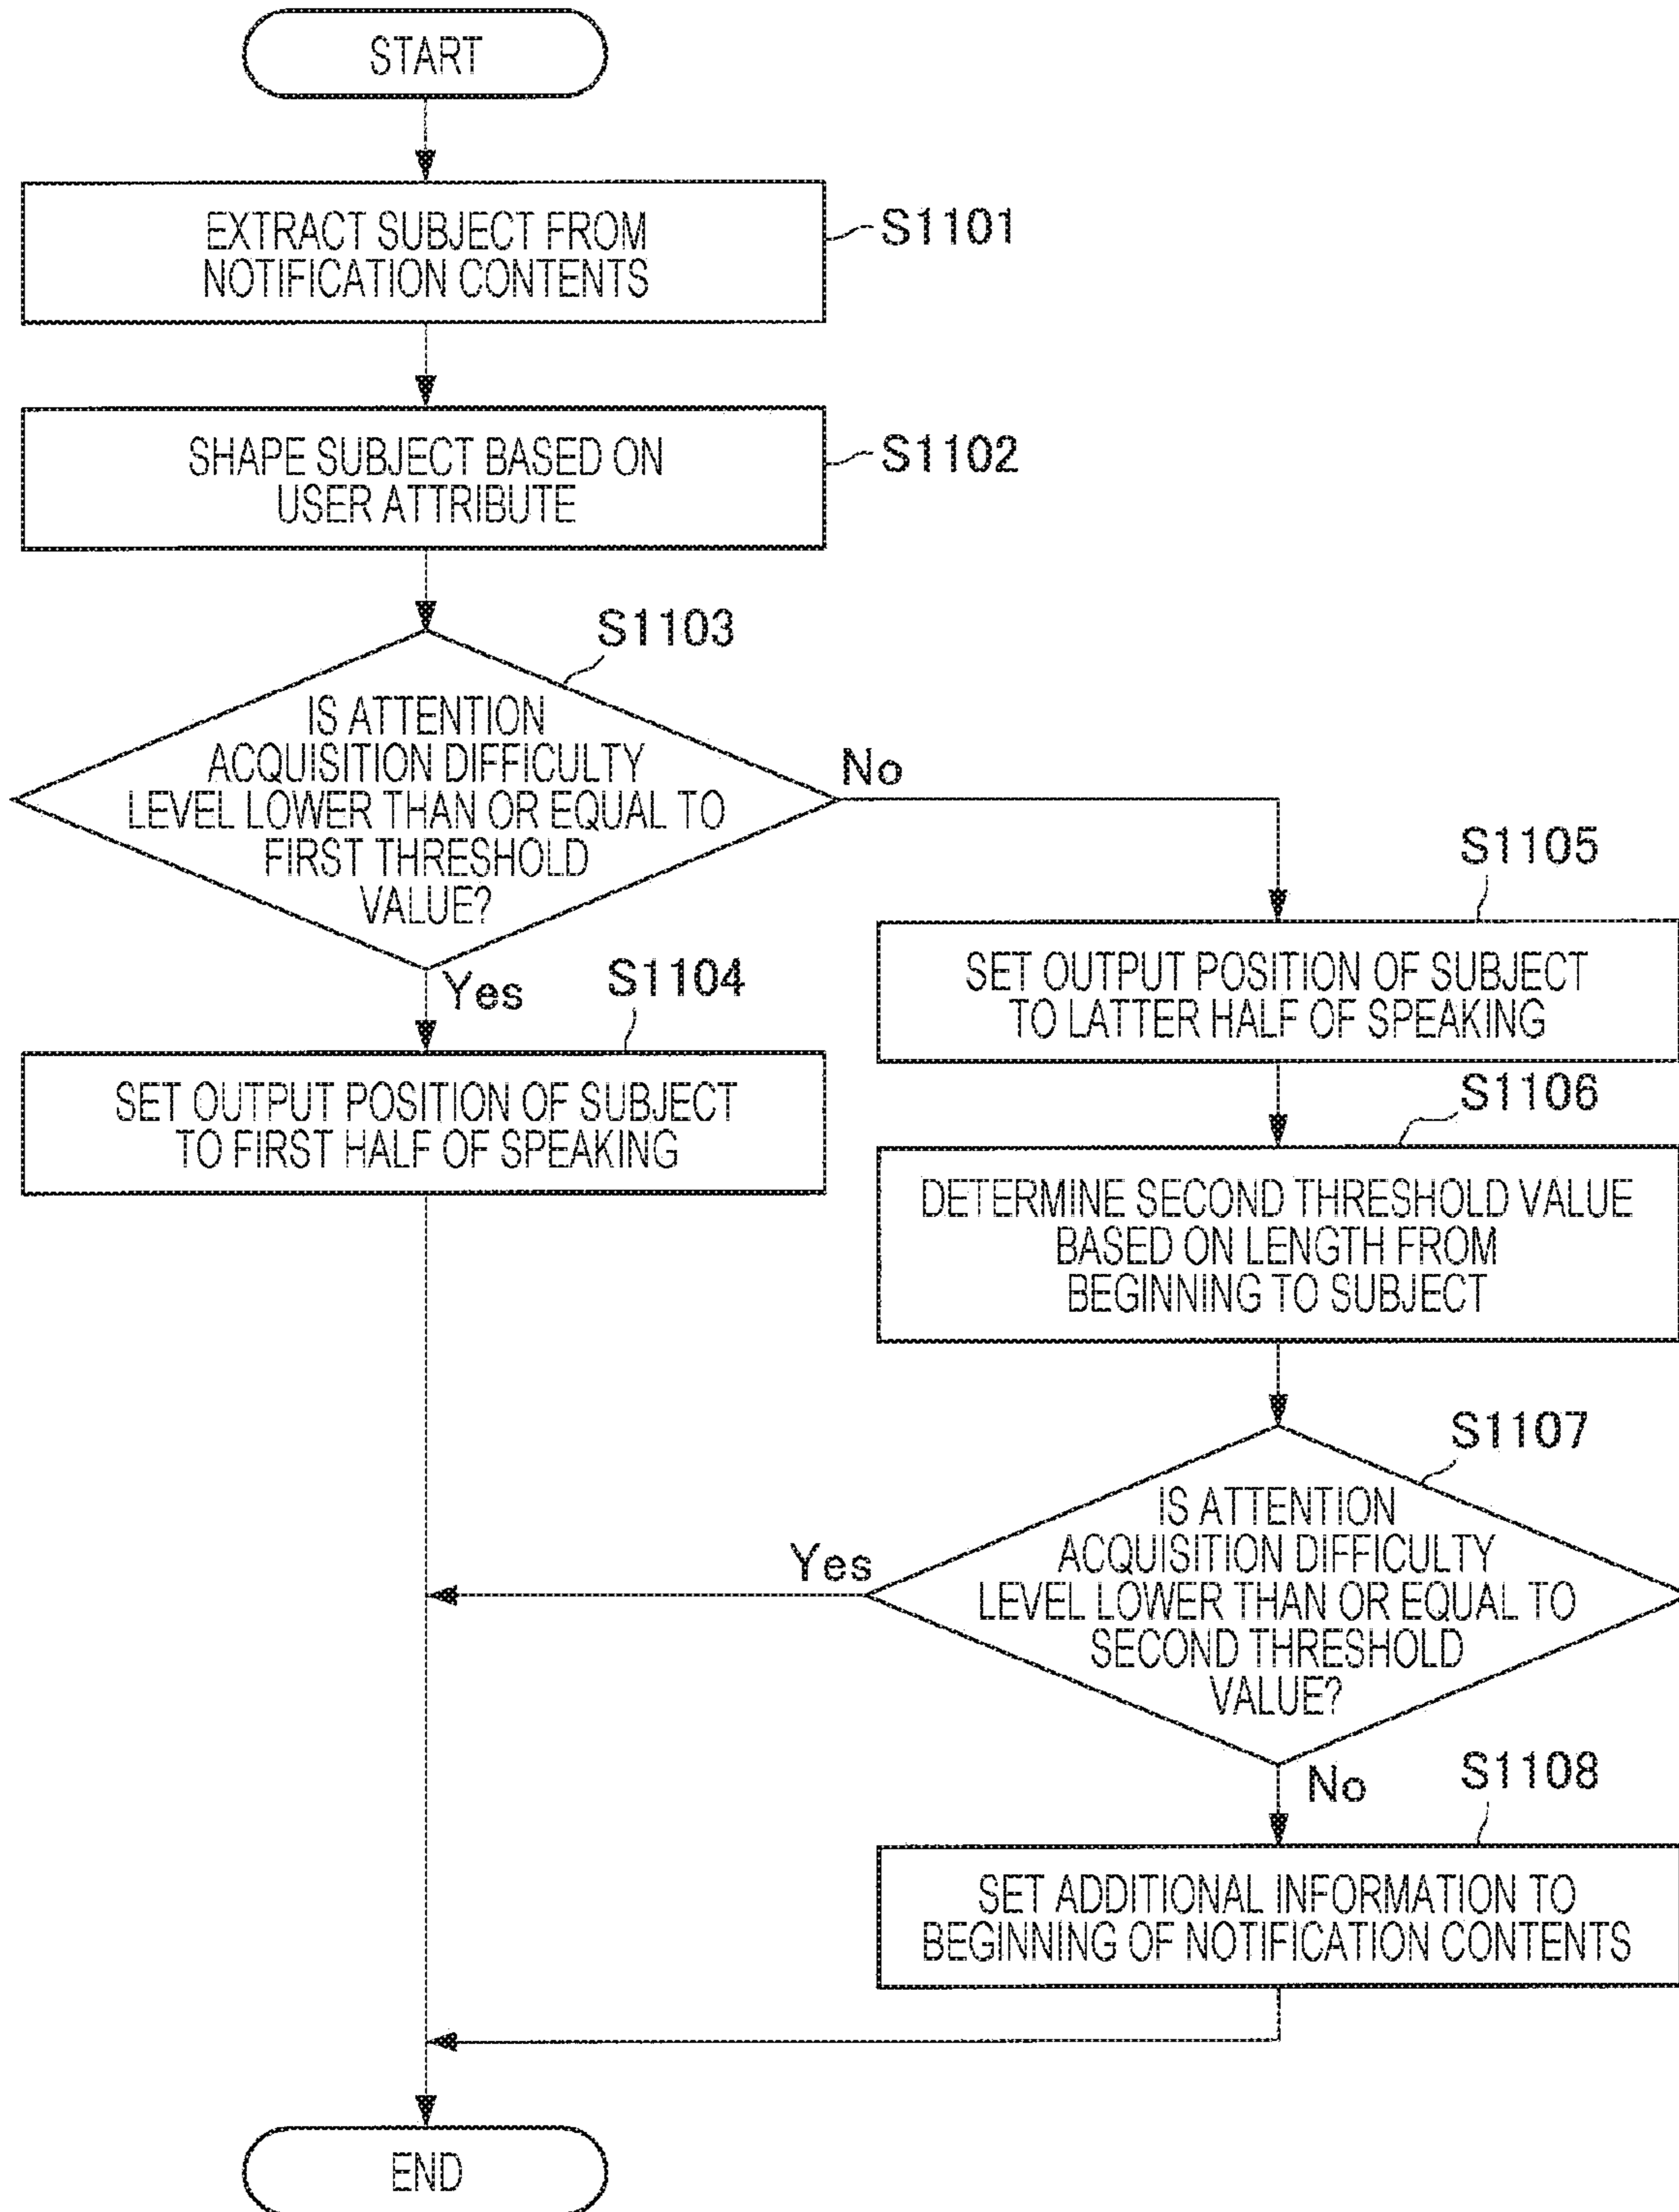 START
EXTRACT SUBJECT FROM
NOTIFICATION CONTENTS
S1101
SHAPE SUBJECT BASED ON
USER ATTRIBUTE
S1102
S1103
IS ATTENTION
ACQUISITION DIFFICULTY
LEVEL LOWER THAN OR EQUAL TO
FIRST THRESHOLD
VALUE?
No
Yes
S1104
SET OUTPUT POSITION OF SUBJECT
TO FIRST HALF OF SPEAKING
S1105
SET OUTPUT POSITION OF SUBJECT
TO LATTER HALF OF SPEAKING
S1106
DETERMINE SECOND THRESHOLD VALUE
BASED ON LENGTH FROM
BEGINNING TO SUBJECT
S1107
IS ATTENTION
ACQUISITION DIFFICULTY
LEVEL LOWER THAN OR EQUAL TO
SECOND THRESHOLD
VALUE?
Yes
No
S1108
SET ADDITIONAL INFORMATION TO
BEGINNING OF NOTIFICATION CONTENTS
END